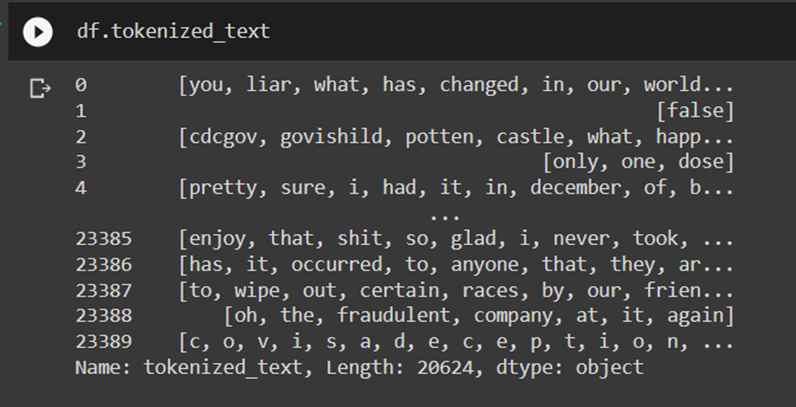 df.tokenized_text
0 [you, liar, what, has, changed, in, our, world...
1 [false]
2 [cdcgov, govishild, potten, castle, what, happ...
3 [only, one, dose]
4 [pretty, sure, i, had, it, in, december, of, b...
...
23385 [enjoy, that, shit, so, glad, i, never, took, ...
23386 [has, it, occurred, to, anyone, that, they, ar...
23387 [to, wipe, out, certain, races, by, our, frien...
23388 [oh, the, fraudulent, company, at, it, again]
23389 [c, o, v, i, s, a, d, e, c, e, p, t, i, o, n, ...
Name: tokenized_text, Length: 20624, dtype: object